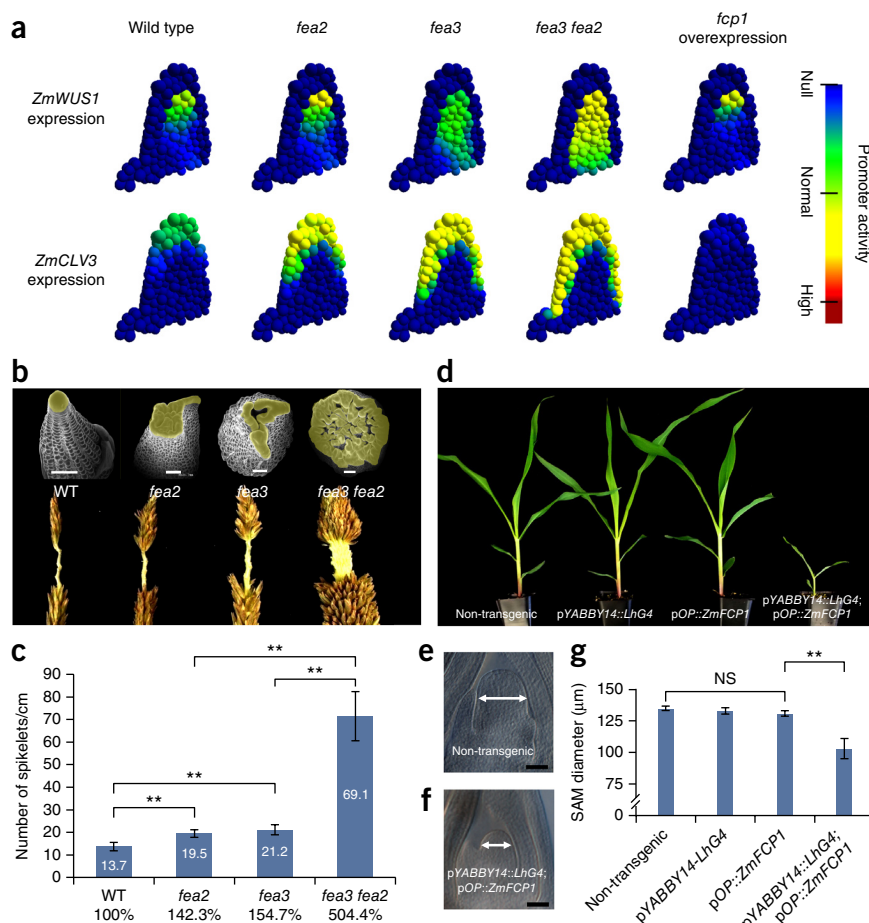 a
Wild type
fea2
fea3
fea3 fea2
fcp1
overexpression
ZmWUS1
expression
ZmCLV3
expression
Null
Normal
High
Promoter activity
b
WT
fea2
fea3
fea3 fea2
c
Number of spikelets/cm
90
80
70
60
50
40
30
20
10
0
**
**
**
**
13.7
19.5
21.2
69.1
WT
100%
fea2
142.3%
fea3
154.7%
fea3 fea2
504.4%
d
Non-transgenic
pYABBY14::LhG4
pOP::ZmFCP1
pYABBY14::LhG4;
pOP::ZmFCP1
e
Non-transgenic
f
pYABBY14::LhG4;
pOP::ZmFCP1
g
SAM diameter (μm)
150
125
100
75
0
NS
**
Non-transgenic
pYABBY14-LhG4
pOP::ZmFCP1
pYABBY14::LhG4;
pOP::ZmFCP1